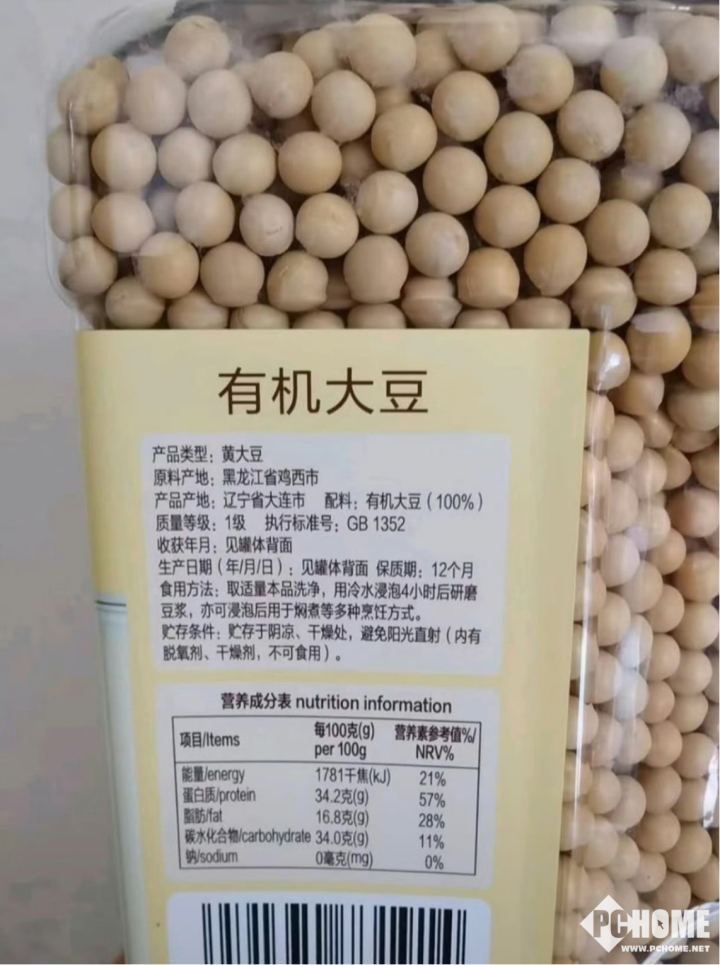 有机大豆
产品类型：黄大豆
原料产地：黑龙江省鸡西市
产品产地：辽宁省大连市 配料：有机大豆（100%）
质量等级：1级 执行标准号：GB 1352
收获年月：见罐体背面
生产日期（年/月/日）：见罐体背面 保质期：12个月
食用方法：取适量本品洗净，用冷水浸泡4小时后研磨
豆浆，亦可浸泡后用于焖煮等多种烹饪方式。
贮存条件：贮存于阴凉、干燥处，避免阳光直射（内有
脱氧剂、干燥剂，不可食用）。
营养成分表 nutrition information
项目/Items 每100克(g) per 100g 营养素参考值%/ NRV%
能量/energy 1781千焦(kJ) 21%
蛋白质/protein 34.2克(g) 57%
脂肪/fat 16.8克(g) 28%
碳水化合物/carbohydrate 34.0克(g) 11%
钠/sodium 0毫克(mg) 0%
PCHOME
WWW.PCHOME.NET